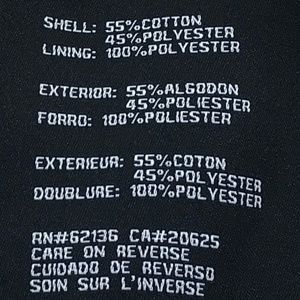 SHELL: 55%COTTON
45%POLYESTER
LINING: 100%POLYESTER
EXTERIOR: 55%ALGODON
45%POLIESTER
FORRO: 100%POLIESTER
EXTERIEUR: 55%COTON
45%POLYESTER
DOUBLURE: 100%POLYESTER
RN#62136 CA#20625
CARE ON REVERSE
CUIDADO DE REVERSO
SOIN SUR L'INVERSE